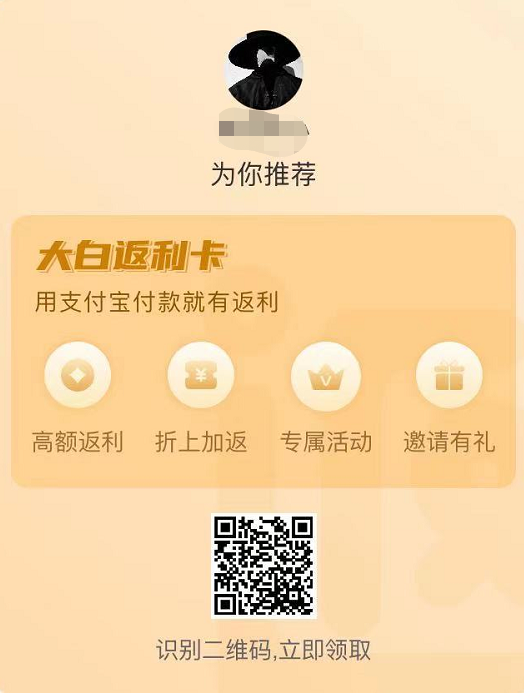 为你推荐
大白返利卡
用支付宝付款就有返利
高额返利 折上加返 专属活动 邀请有礼
识别二维码,立即领取